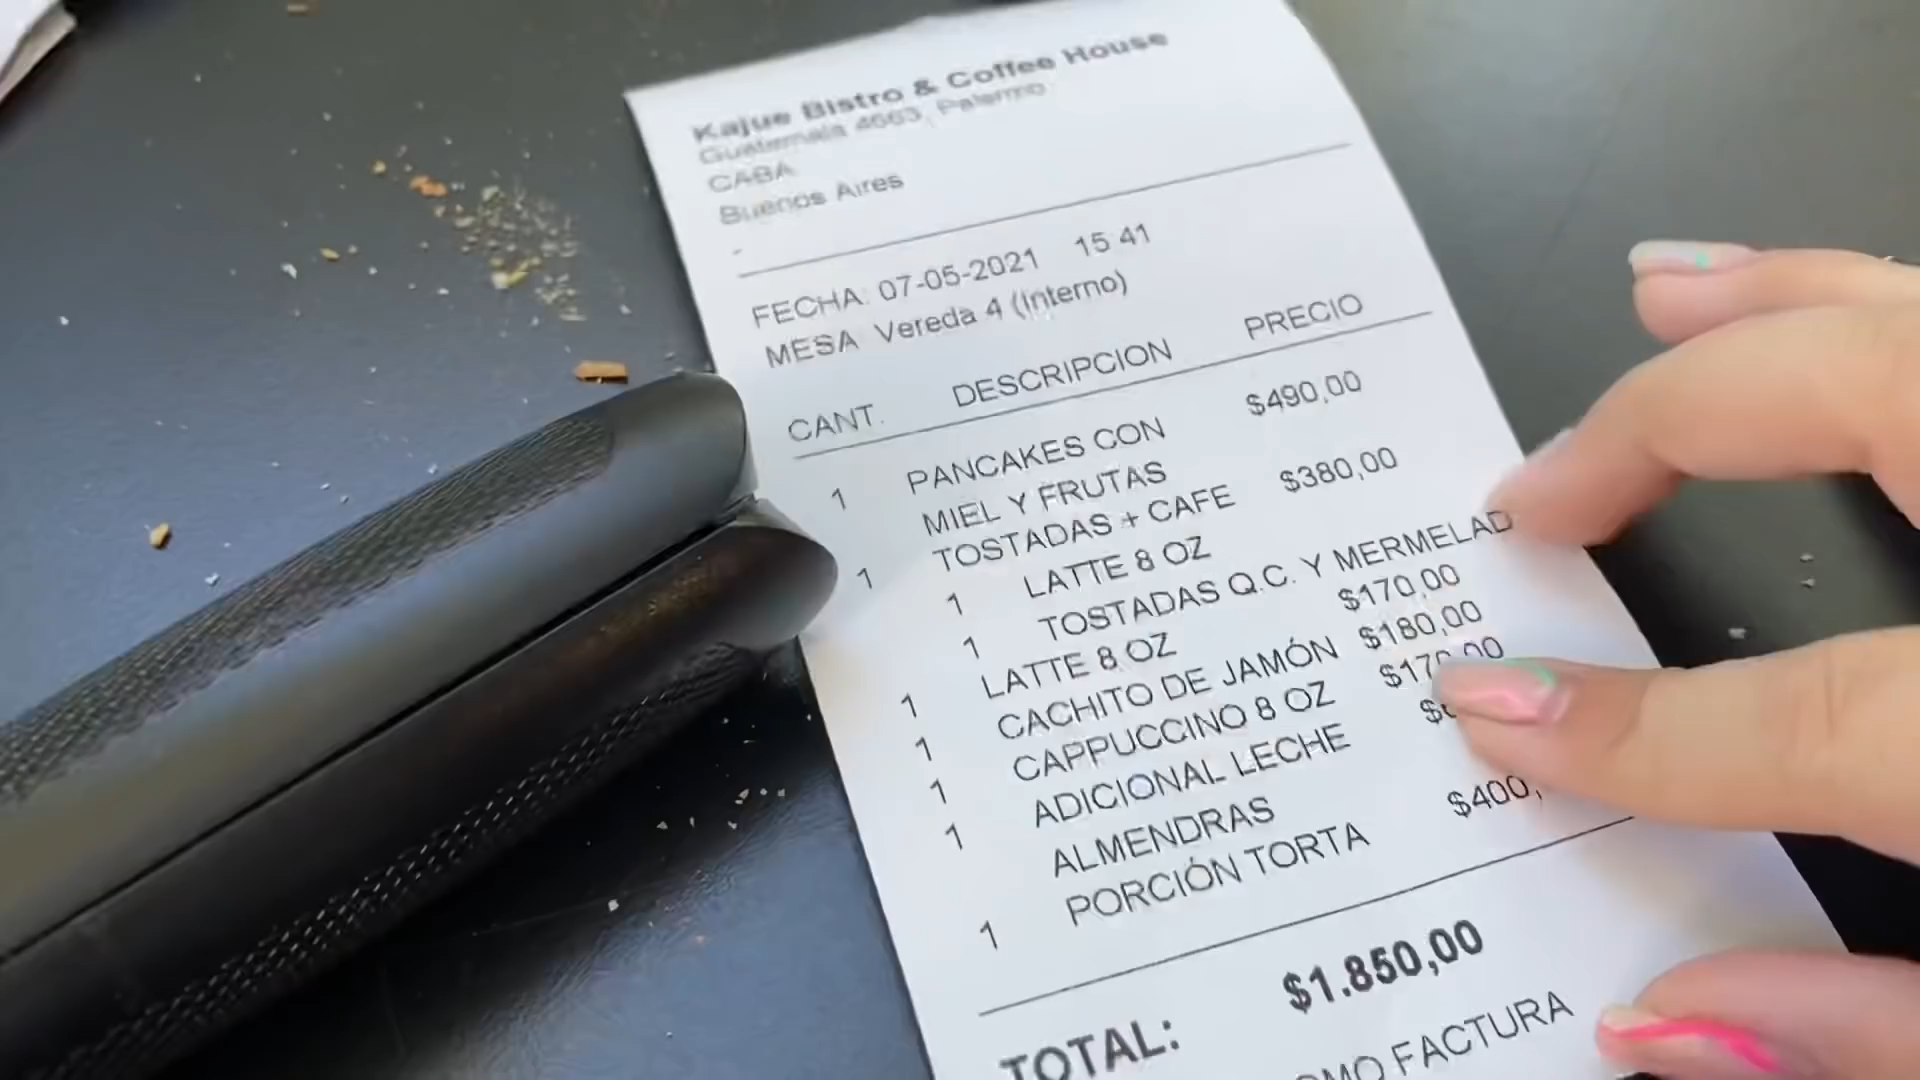 Kajue Bistro & Coffee House
Guatemala 4663, Palermo
CABA
Buenos Aires
-
FECHA: 07-05-2021 15:41
MESA: Vereda 4 (Interno)
CANT. DESCRIPCION PRECIO
1 PANCAKES CON $490,00
MIEL Y FRUTAS
1 TOSTADAS + CAFE $380,00
1 LATTE 8 OZ
1 TOSTADAS Q.C. Y MERMELAD
1 LATTE 8 OZ $170,00
1 CACHITO DE JAMÓN $180,00
1 CAPPUCCINO 8 OZ $170,00
1 ADICIONAL LECHE
ALMENDRAS
1 PORCIÓN TORTA $400,
TOTAL: $1.850,00
FACTURA